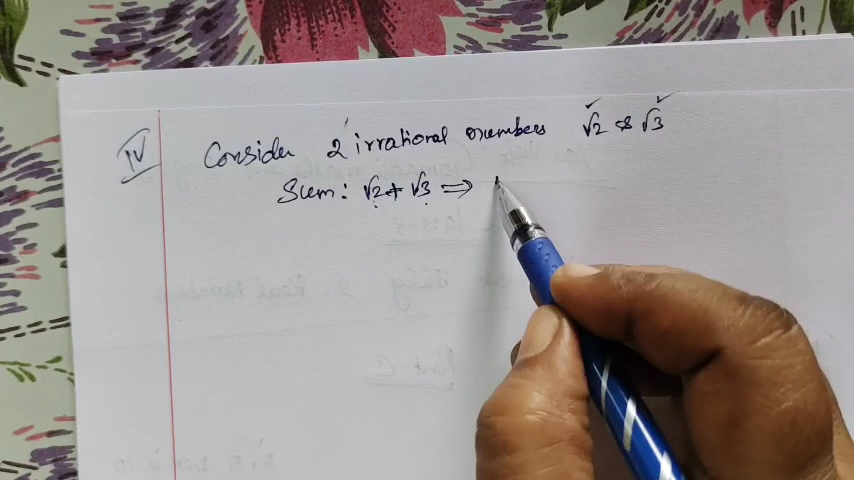 IV Consider 2 irrational numbers √2 & √3
Sum: √2 + √3 ⇒